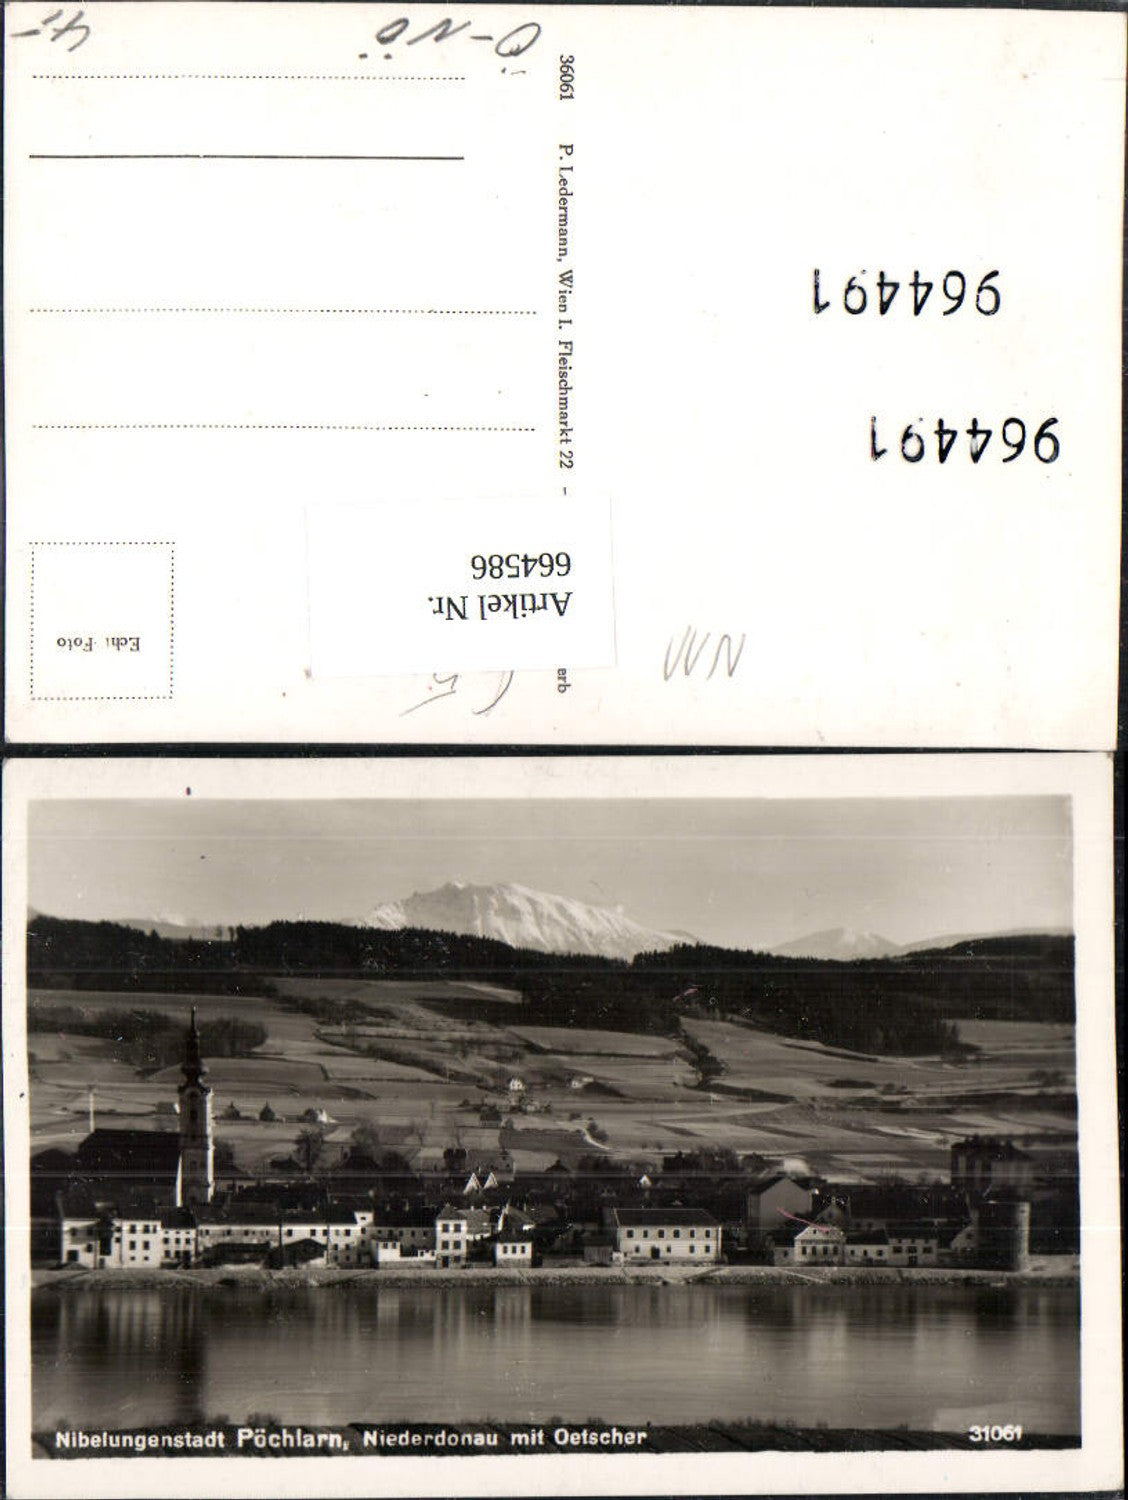 Ö-NÖ
36061 P. Ledermann, Wien I. Fleischmarkt 22 -
erb
964491
964491
Artikel Nr.
664586
Echt Foto
Nibelungenstadt Pöchlarn, Niederdonau mit Oetscher
31061